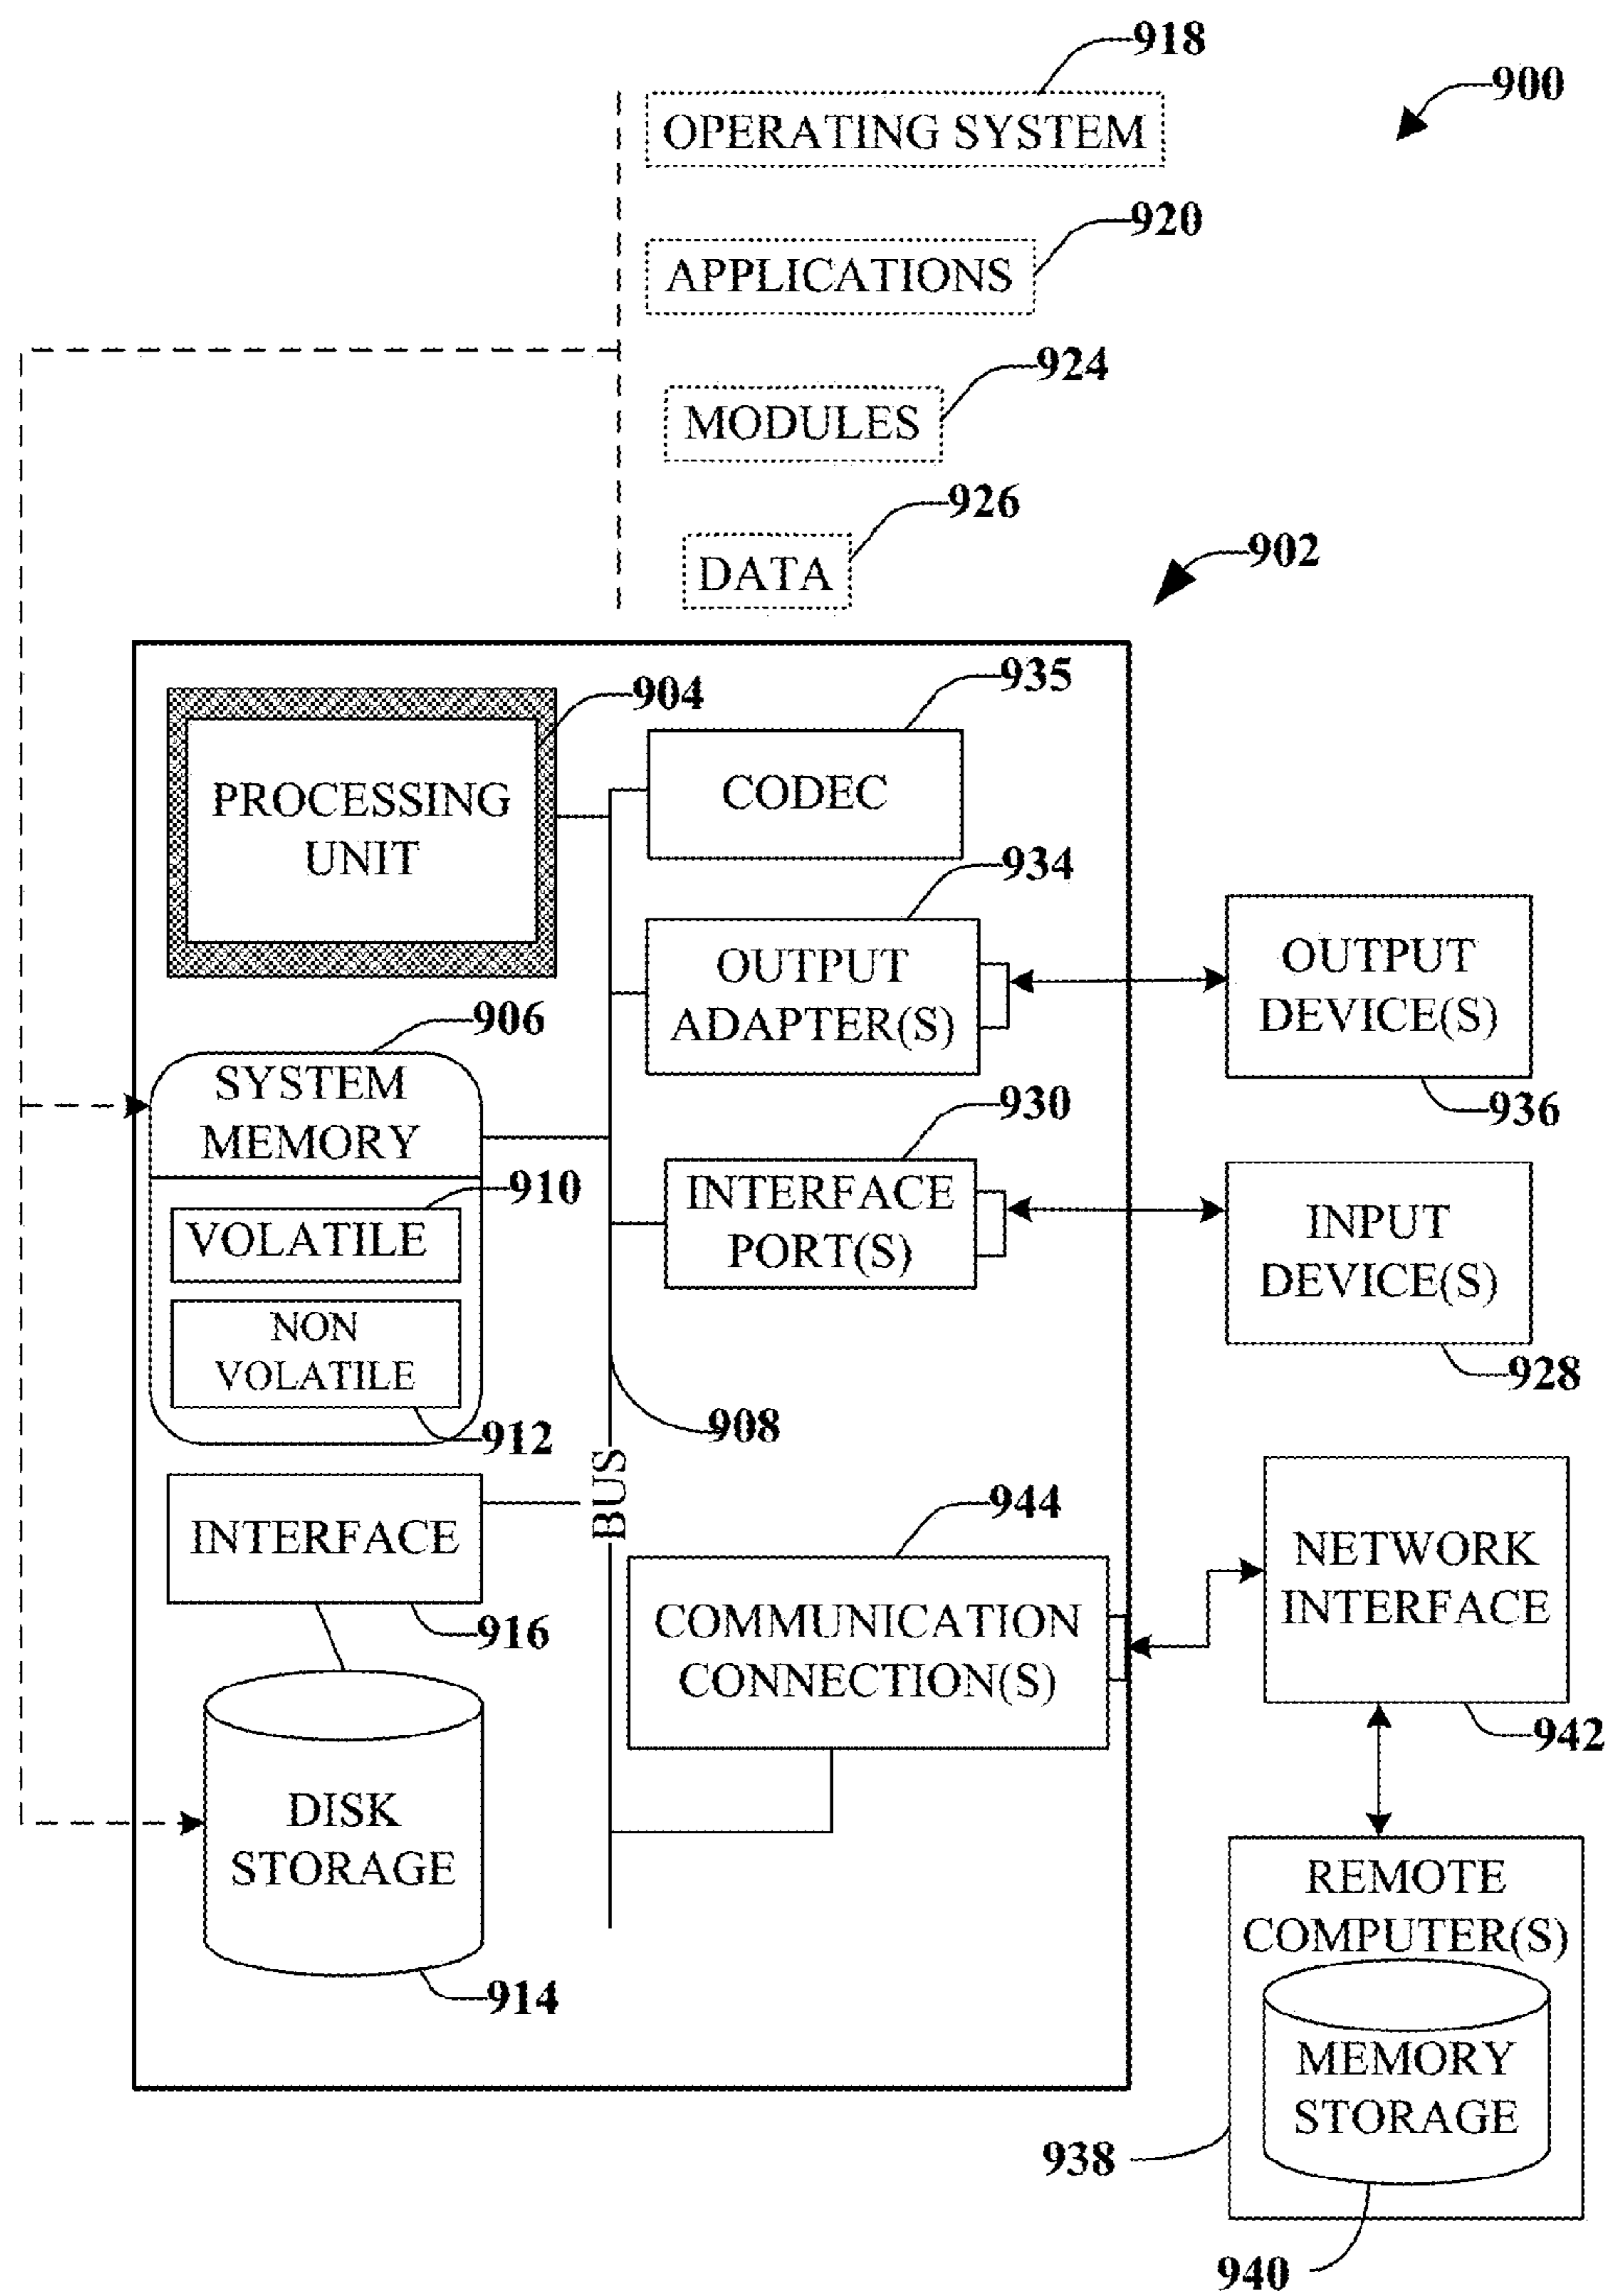 918
900
OPERATING SYSTEM
920
APPLICATIONS
924
MODULES
926
DATA
902
935
904
CODEC
PROCESSING
UNIT
934
OUTPUT
ADAPTER(S)
OUTPUT
DEVICE(S)
936
906
SYSTEM
MEMORY
930
INTERFACE
PORT(S)
INPUT
DEVICE(S)
928
910
VOLATILE
NON
VOLATILE
912
908
BUS
944
INTERFACE
916
COMMUNICATION
CONNECTION(S)
NETWORK
INTERFACE
942
DISK
STORAGE
914
REMOTE
COMPUTER(S)
MEMORY
STORAGE
938
940